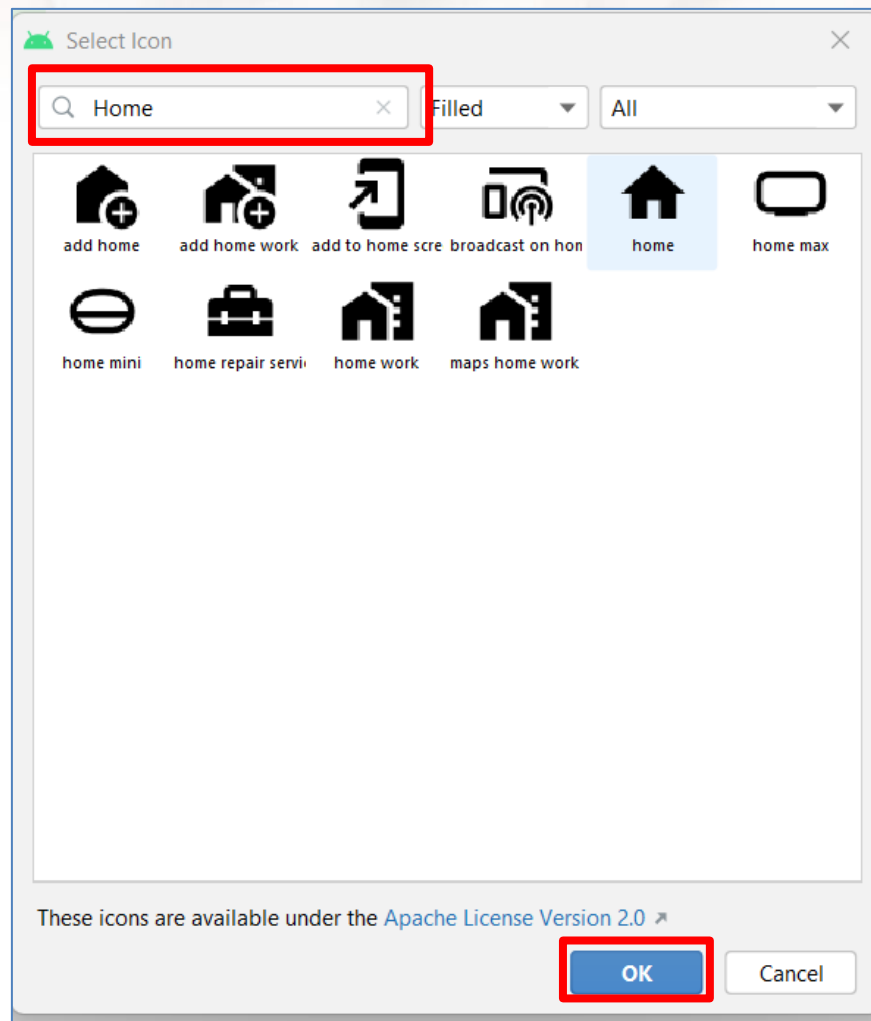 Select Icon
Home Filled All
add home add home work add to home scre broadcast on hon home home max
home mini home repair servi home work maps home work
These icons are available under the Apache License Version 2.0
OK Cancel